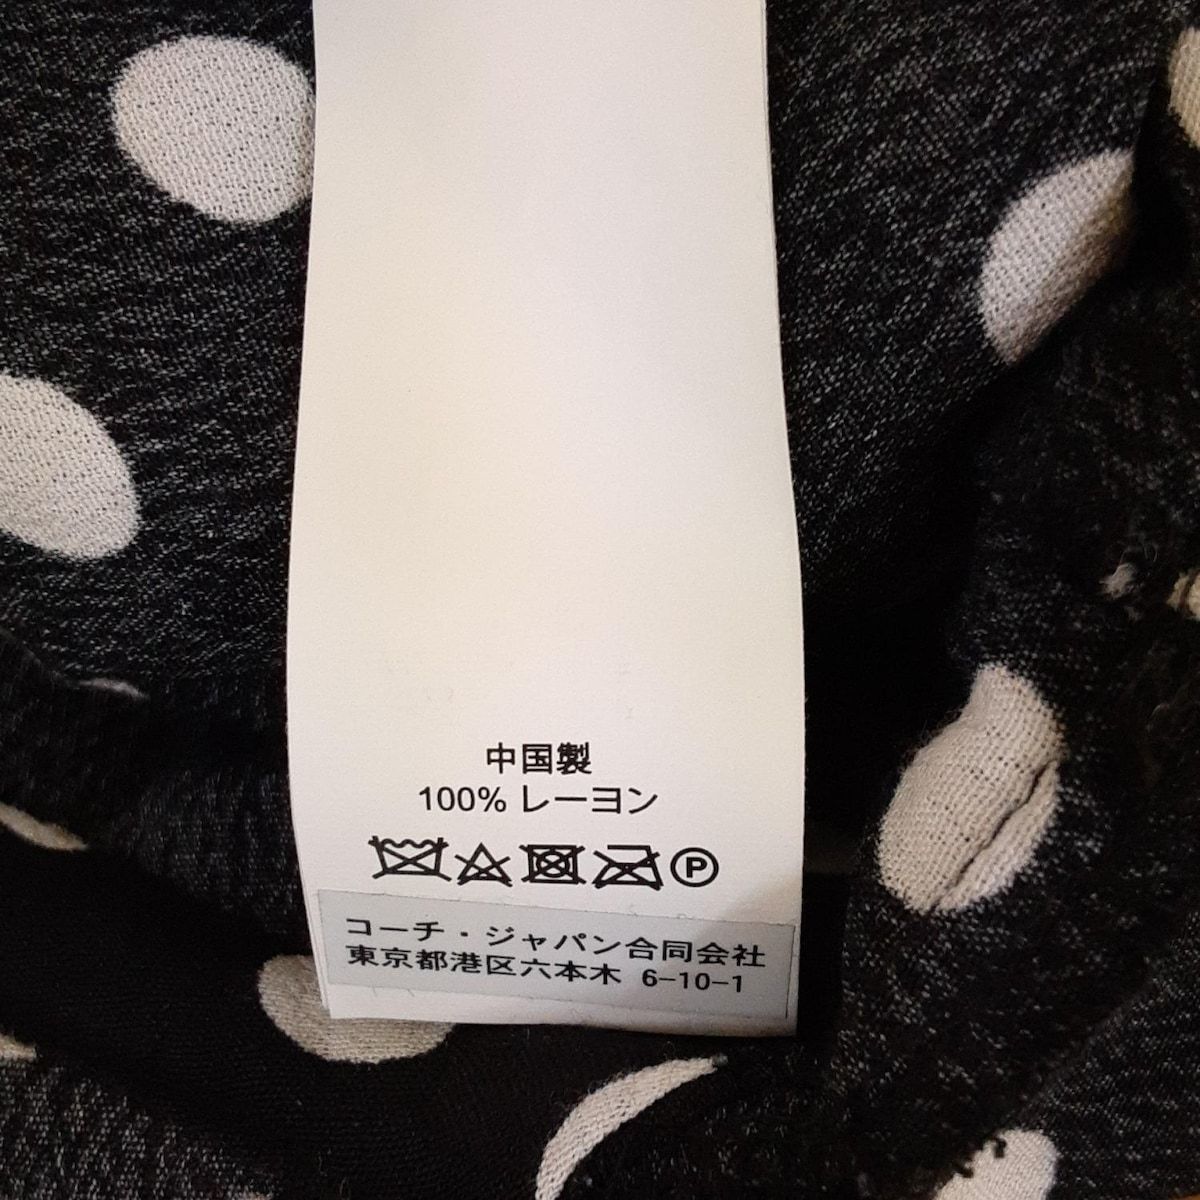 中国製
100% レーヨン
P
コーチ・ジャパン合同会社
東京都港区六本木 6-10-1